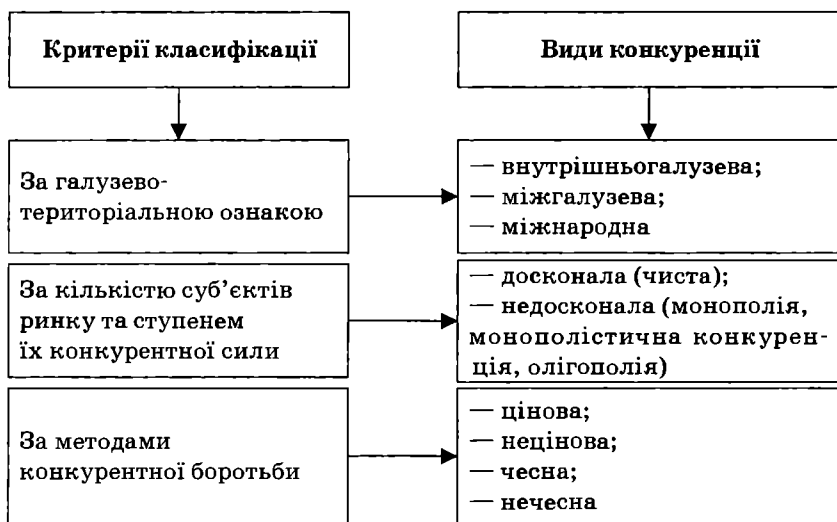 Критерії класифікації
Види конкуренції
За галузево-
територіальною ознакою
— внутрішньогалузева;
— міжгалузева;
— міжнародна
За кількістю суб’єктів
ринку та ступенем
їх конкурентної сили
— досконала (чиста);
— недосконала (монополія,
монополістична конкурен-
ція, олігополія)
За методами
конкурентної боротьби
— цінова;
— нецінова;
— чесна;
— нечесна